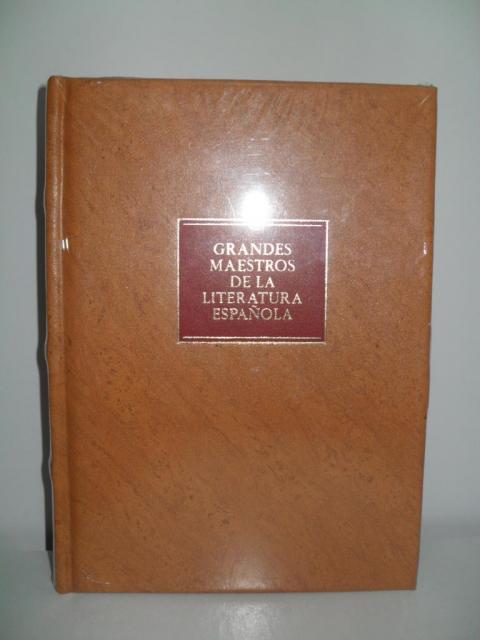 GRANDES
MAESTROS
DE LA
LITERATURA
ESPAÑOLA